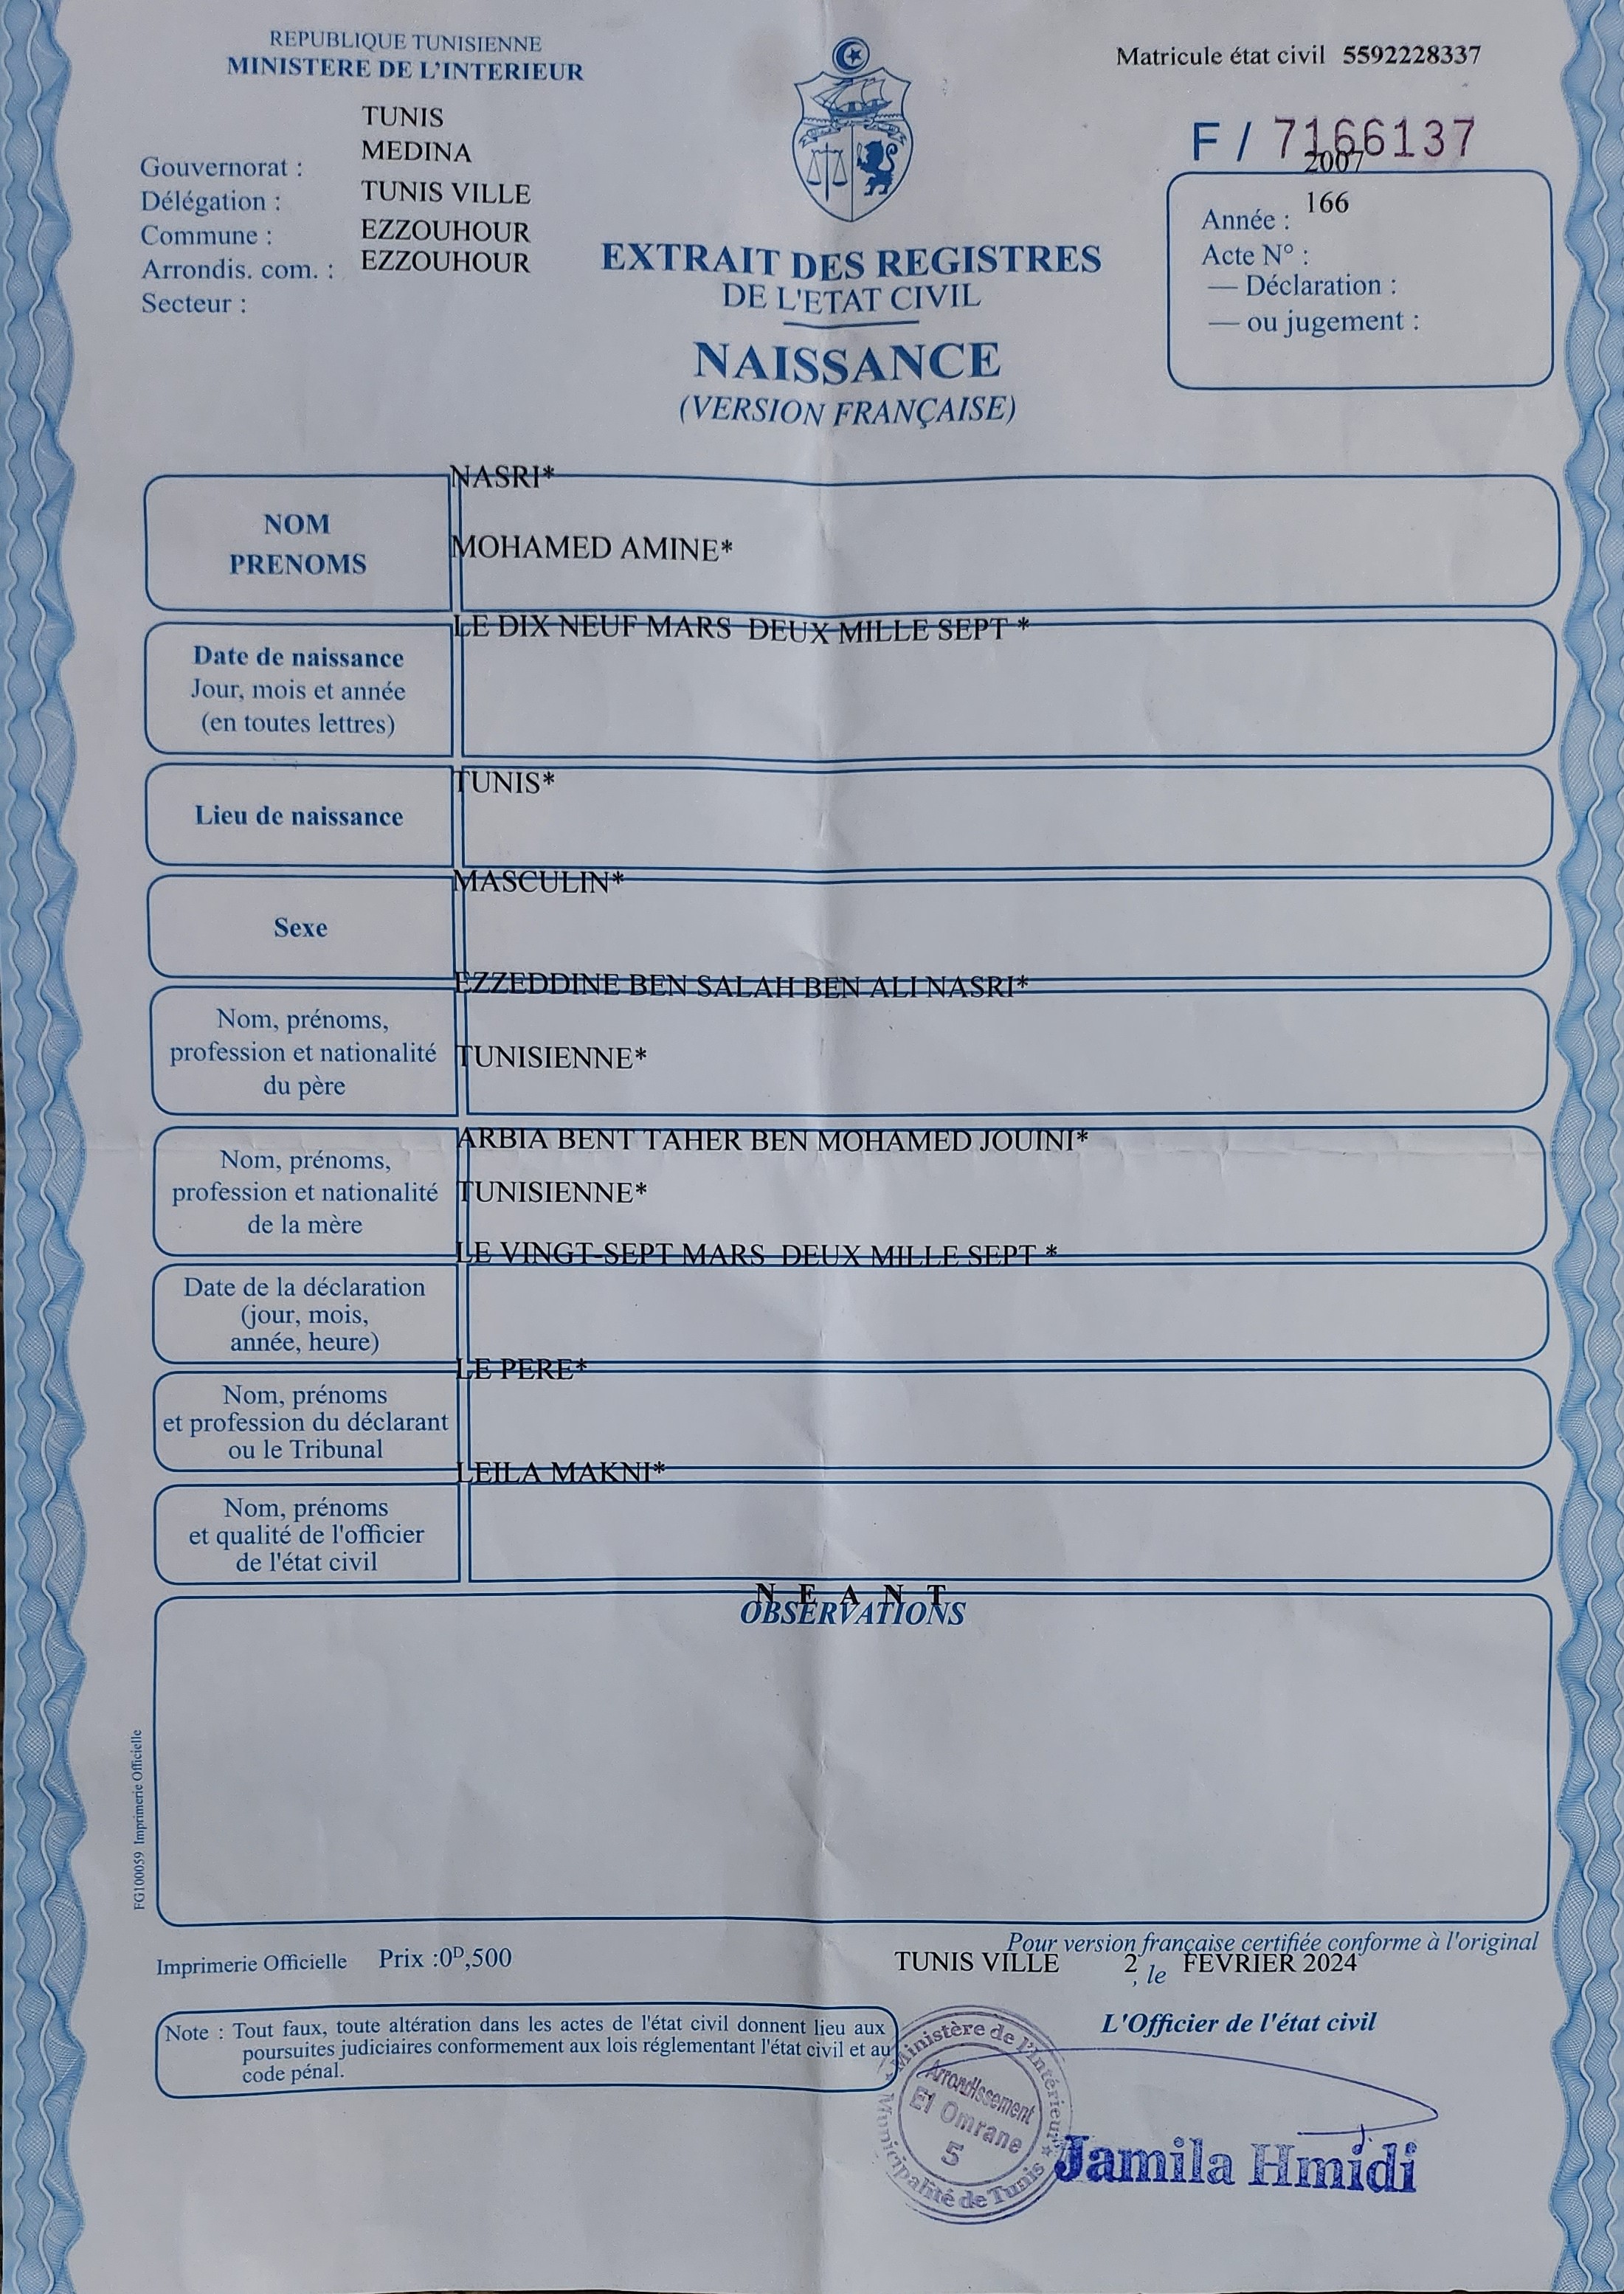 REPUBLIQUE TUNISIENNE
MINISTERE DE L'INTERIEUR
Matricule état civil 5592228337
F / 7166137
TUNIS
MEDINA
TUNIS VILLE
EZZOUHOUR
EZZOUHOUR
Gouvernorat :
Délégation :
Commune :
Arrondis. com. :
Secteur :
EXTRAIT DES REGISTRES
DE L'ETAT CIVIL
NAISSANCE
(VERSION FRANÇAISE)
2007
166
Année :
Acte N° :
— Déclaration :
— ou jugement :
NOM
PRENOMS
NASRI*
MOHAMED AMINE*
Date de naissance
Jour, mois et année
(en toutes lettres)
LE DIX NEUF MARS DEUX MILLE SEPT *
Lieu de naissance
TUNIS*
Sexe
MASCULIN*
Nom, prénoms,
profession et nationalité
du père
EZZEDDINE BEN SALAH BEN ALI NASRI*
TUNISIENNE*
Nom, prénoms,
profession et nationalité
de la mère
ARBIA BENT TAHER BEN MOHAMED JOUINI*
TUNISIENNE*
Date de la déclaration
(jour, mois,
année, heure)
LE VINGT-SEPT MARS DEUX MILLE SEPT *
Nom, prénoms
et profession du déclarant
ou le Tribunal
LE PERE*
Nom, prénoms
et qualité de l'officier
de l'état civil
LEILA MAKNI*
N E A N T
OBSERVATIONS
FG100059 Imprimerie Officielle
Imprimerie Officielle Prix :0D,500
Pour version française certifiée conforme à l'original
TUNIS VILLE 2 , le FEVRIER 2024
L'Officier de l'état civil
Note : Tout faux, toute altération dans les actes de l'état civil donnent lieu aux
poursuites judiciaires conformement aux lois réglementant l'état civil et au
code pénal.
Ministère de l'Intérieur
Municipalité de Tunis
Arrondissement
El Omrane
5
Jamila Hmidi